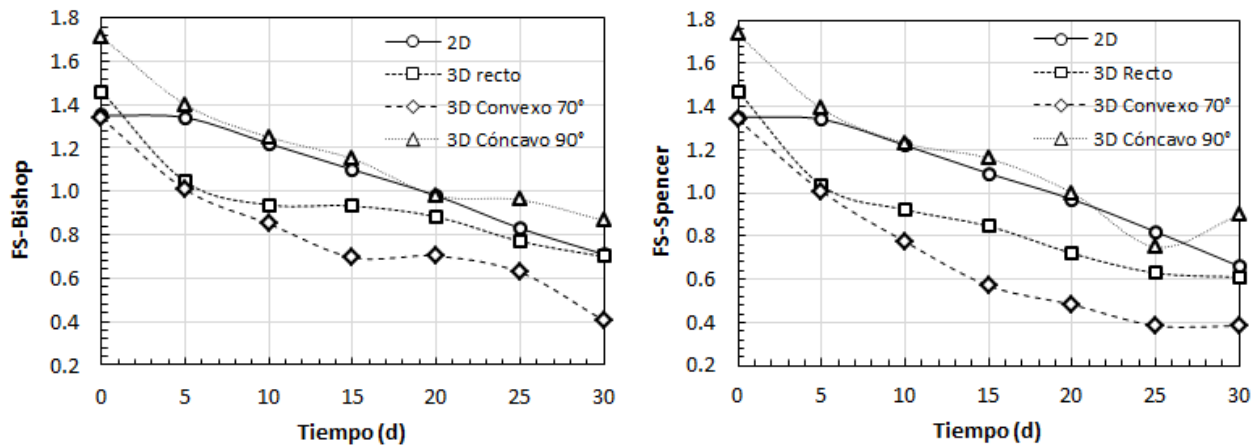 1.8
1.6
1.4
1.2
1.0
0.8
0.6
0.4
0.2
FS-Bishop
2D
3D recto
3D Convexo 70°
3D Cóncavo 90°
0 5 10 15 20 25 30
Tiempo (d)
1.8
1.6
1.4
1.2
1.0
0.8
0.6
0.4
0.2
FS-Spencer
2D
3D Recto
3D Convexo 70°
3D Cóncavo 90°
0 5 10 15 20 25 30
Tiempo (d)